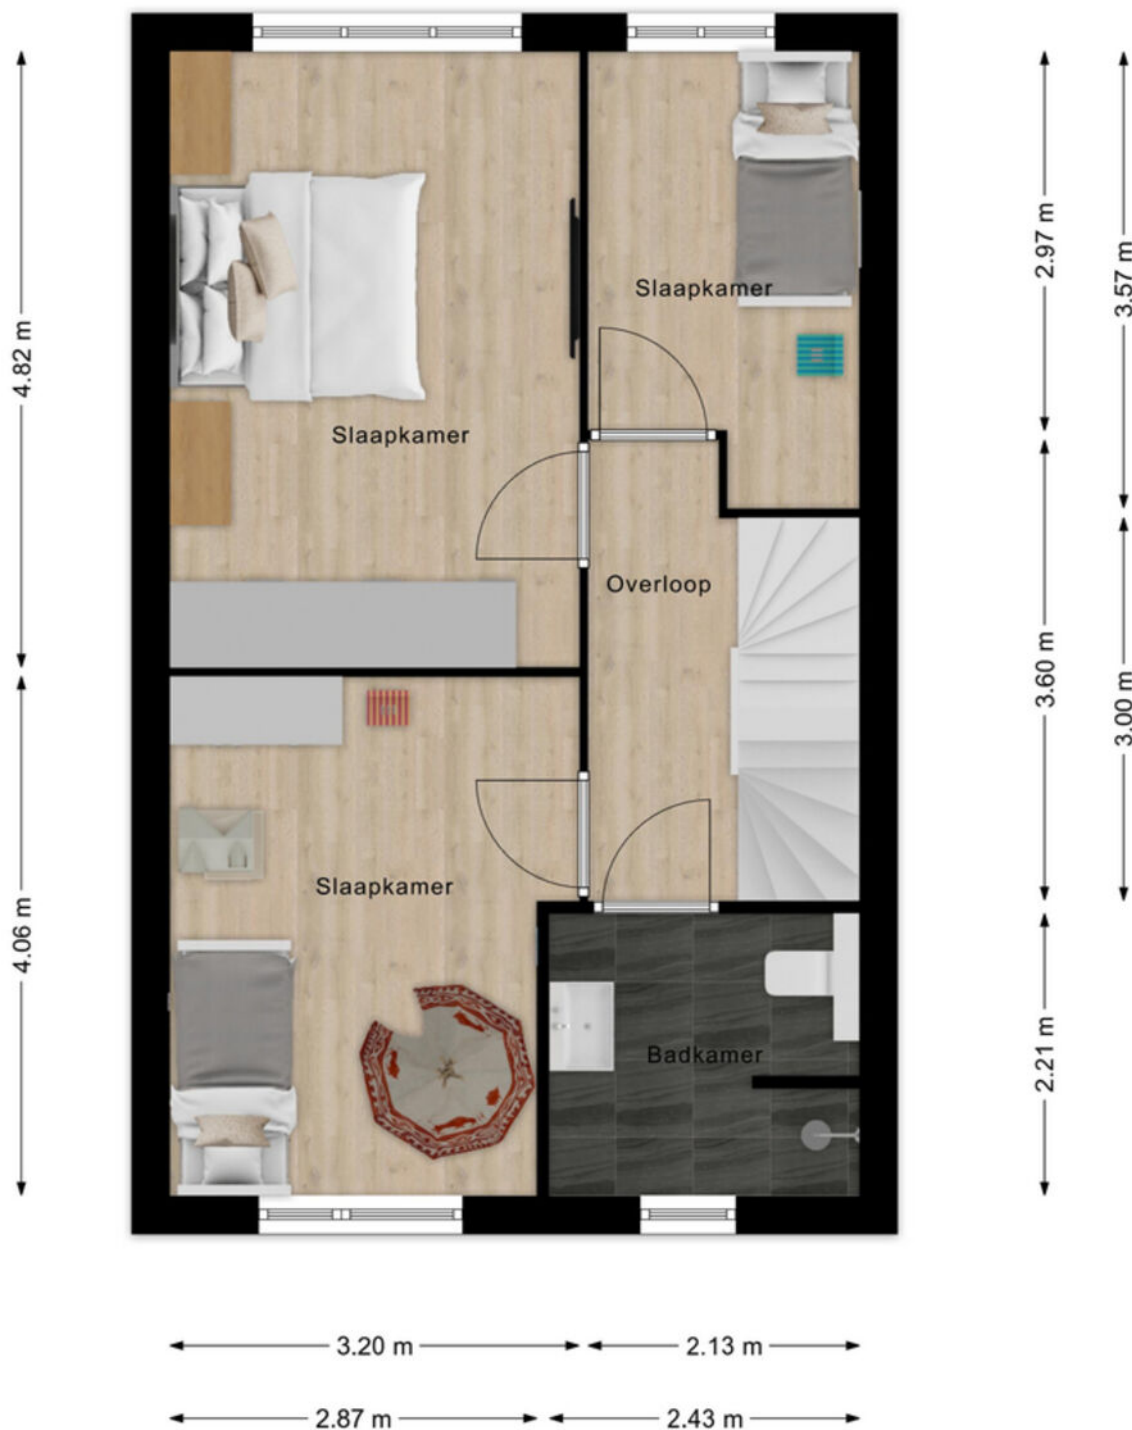 2.97 m
3.57 m
Slaapkamer
4.82 m
Slaapkamer
Overloop
3.60 m
3.00 m
Slaapkamer
4.06 m
Badkamer
2.21 m
3.20 m
2.13 m
2.87 m
2.43 m